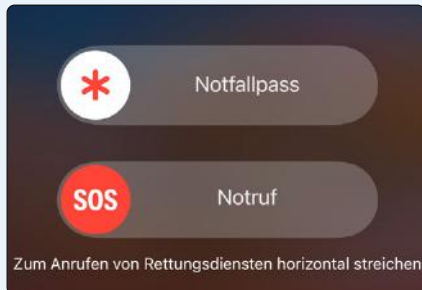 Notfallpass
SOS Notruf
Zum Anrufen von Rettungsdiensten horizontal streichen